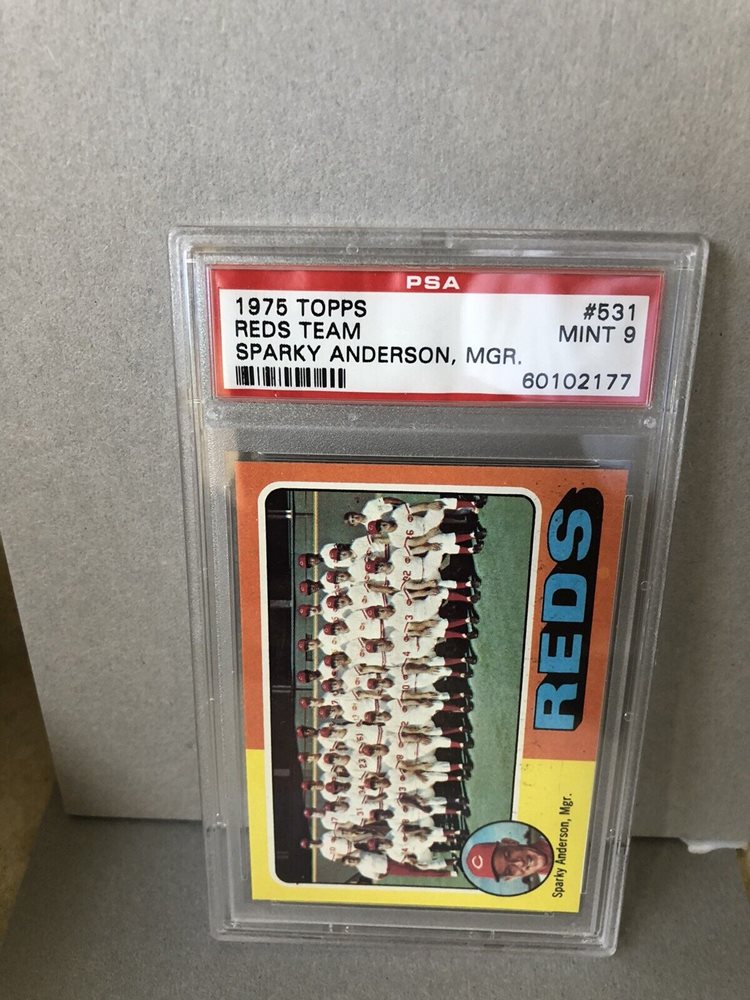 PSA
1975 TOPPS #531
REDS TEAM MINT 9
SPARKY ANDERSON, MGR.
60102177
REDS
Sparky Anderson, Mgr.
C